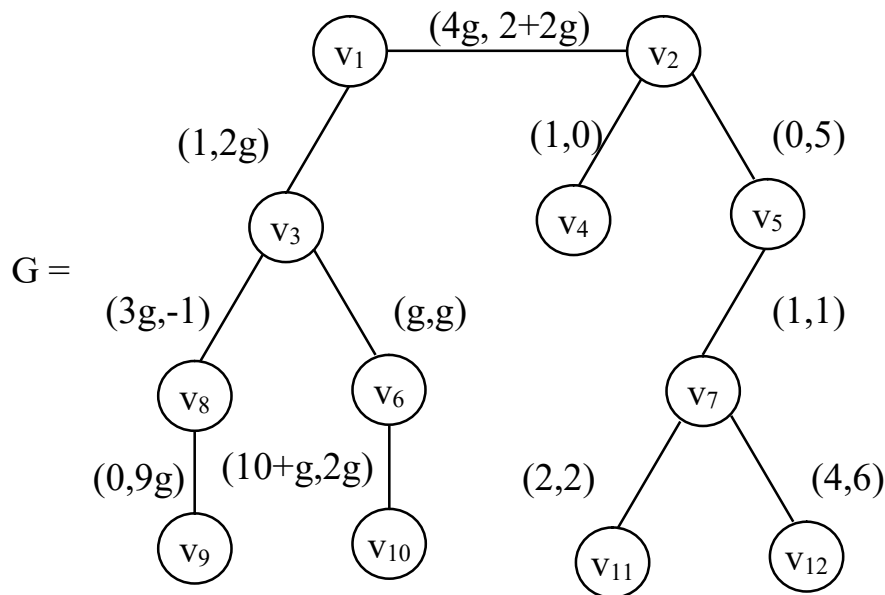 (4g, 2+2g)
v₁ v₂
(1,2g) (1,0) (0,5)
v₃ v₄ v₅
G =
(3g,-1) (g,g) (1,1)
v₈ v₆ v₇
(0,9g) (10+g,2g) (2,2) (4,6)
v₉ v₁₀ v₁₁ v₁₂